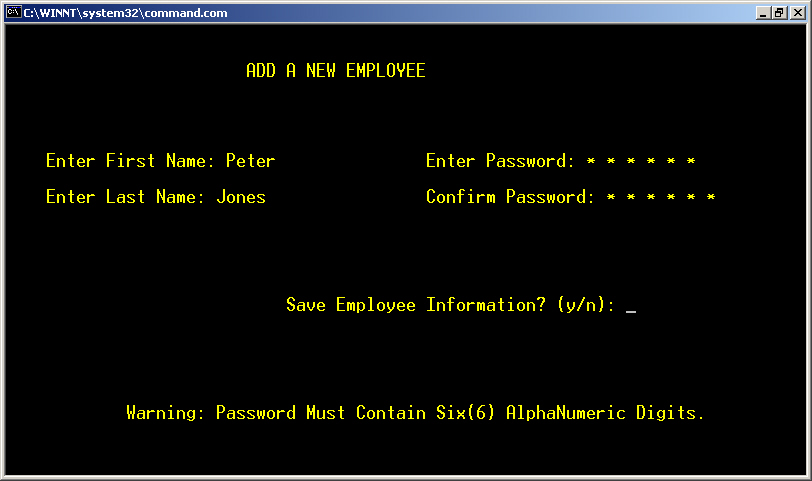 C:\WINNT\system32\command.com
ADD A NEW EMPLOYEE
Enter First Name: Peter Enter Password: * * * * * *
Enter Last Name: Jones Confirm Password: * * * * * *
Save Employee Information? (y/n): _
Warning: Password Must Contain Six(6) AlphaNumeric Digits.